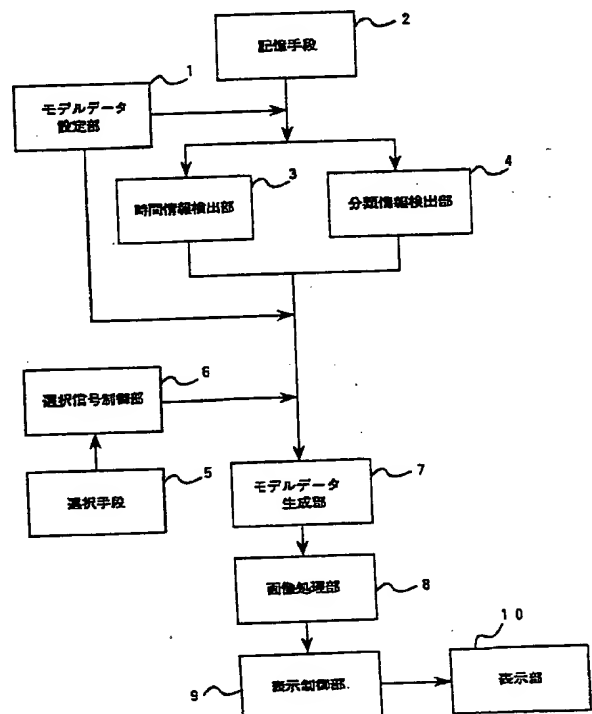 2
記憶手段
1
モデルデータ
設定部
3
時間情報検出部
4
分類情報検出部
6
選択信号制御部
5
選択手段
7
モデルデータ
生成部
8
画像処理部
10
9
表示制御部
表示部